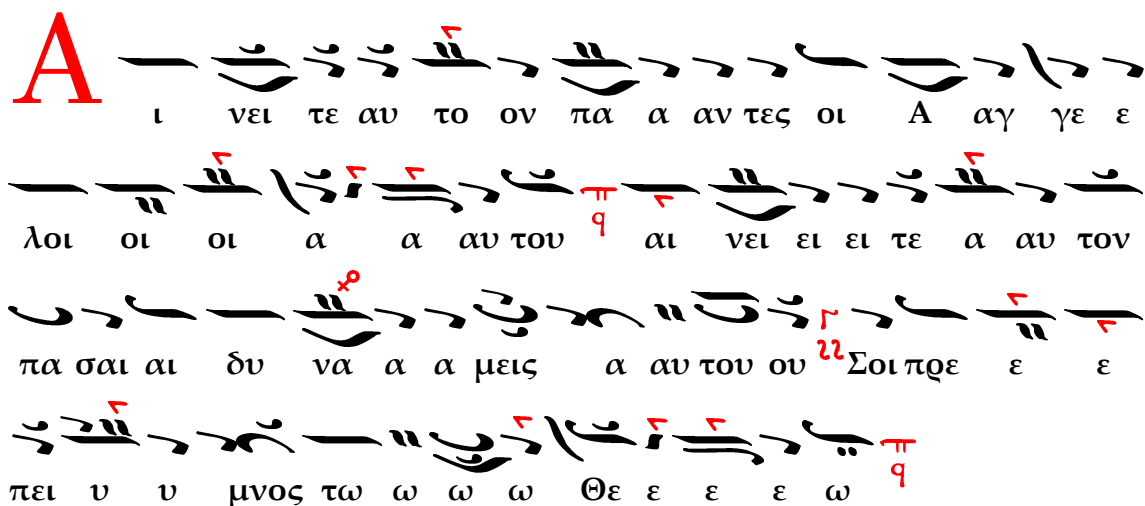 Α ι νει τε αυ το ον πα α αν τες οι Α αγ γε ε
λοι οι οι α α αυ του π q αι νει ει ει τε α αυ τον
πα σαι αι δυ να α α μεις α αυ του ου Σοι πρε ε ε
πει υ υ μνος τω ω ω ω Θε ε ε ε ω π q